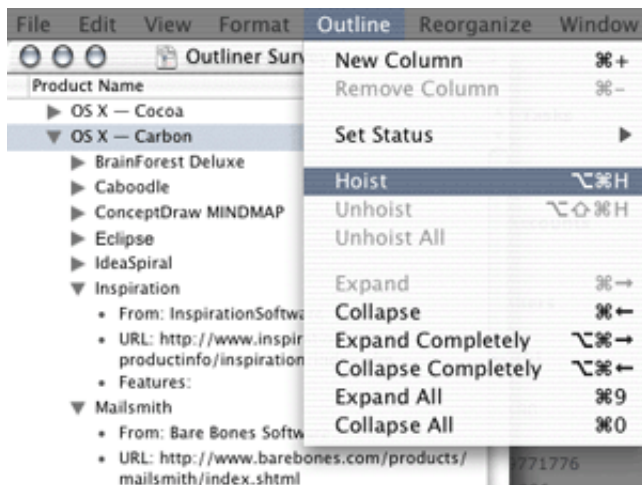 File Edit View Format Outline Reorganize Window
Outliner Surv
Product Name
OS X — Cocoa
OS X — Carbon
BrainForest Deluxe
Caboodle
ConceptDraw MINDMAP
Eclipse
IdeaSpiral
Inspiration
• From: InspirationSoftwa
• URL: http://www.inspir
productinfo/inspiration
• Features:
Mailsmith
• From: Bare Bones Softw
• URL: http://www.barebones.com/products/
mailsmith/index.shtml
New Column ⌘+
Remove Column ⌘-
Set Status
Hoist ⌥⌘H
Unhoist ⌥⇧⌘H
Unhoist All
Expand ⌘→
Collapse ⌘←
Expand Completely ⌥⌘→
Collapse Completely ⌥⌘←
Expand All ⌘9
Collapse All ⌘0
771776